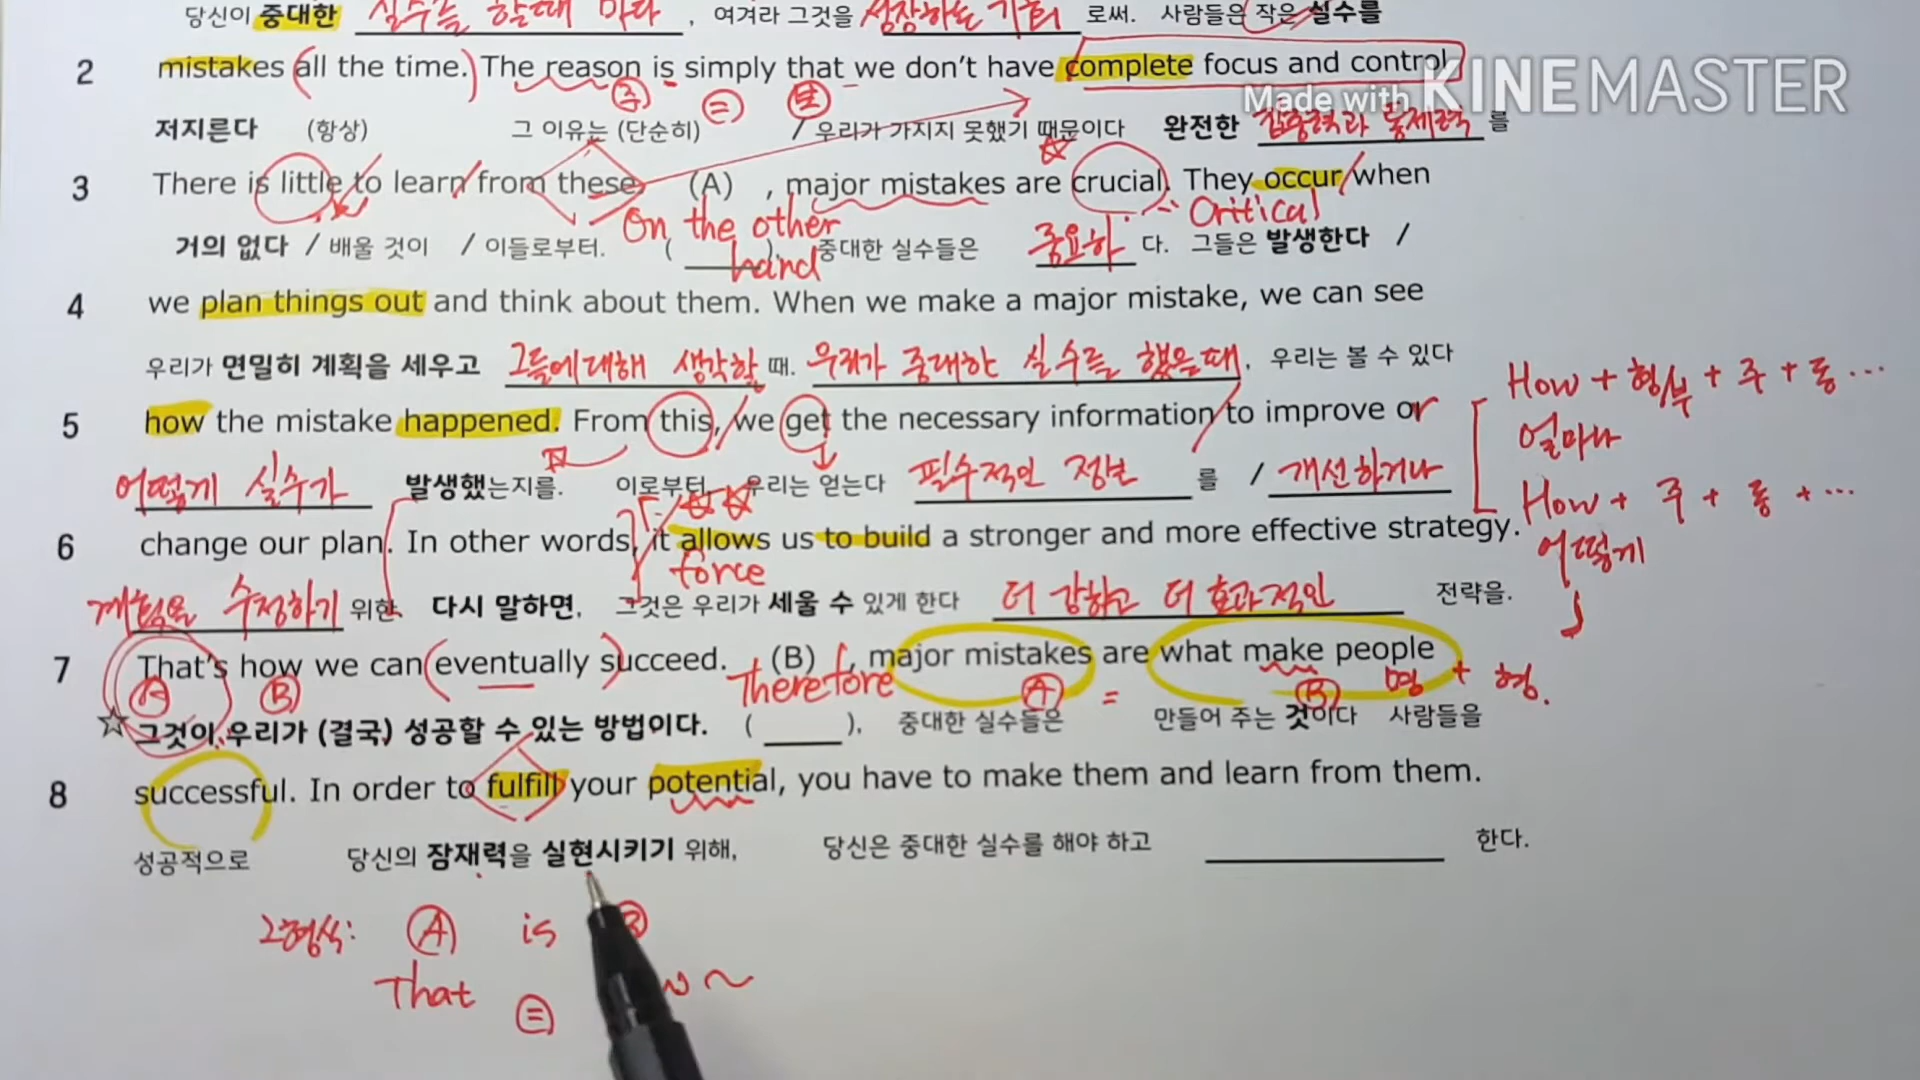 당신이 중대한 실수를 할때 마다, 여겨라 그것을 성장하는 기회 로써. 사람들은 작은 실수를
2 mistakes (all the time.) The reason is simply that we don't have complete focus and control
주 = 보
Made with KINEMASTER
저지른다 (항상) 그 이유는 (단순히) / 우리가 가지지 못했기 때문이다 완전한 집중력과 통제력 를
3 There is little to learn from these. (A) , major mistakes are crucial. They occur when
On the other hand
Critical
거의 없다 / 배울 것이 / 이들로부터. ( ), 중대한 실수들은 중요하 다. 그들은 발생한다 /
4 we plan things out and think about them. When we make a major mistake, we can see
우리가 면밀히 계획을 세우고 그들에대해 생각할 때. 우리가 중대한 실수를 했을때, 우리는 볼 수 있다
How + 형/부 + 주 + 동 ...
얼마나
5 how the mistake happened. From this, we get the necessary information to improve or
어떻게 실수가 발생했는지를. 이로부터 우리는 얻는다 필수적인 정보 를 / 개선하거나
How + 주 + 동 + ...
어떻게
6 change our plan. In other words, it allows us to build a stronger and more effective strategy.
force
계획을 수정하기 위한. 다시 말하면, 그것은 우리가 세울 수 있게 한다 더 강하고 더 효과적인 전략을.
7 That's how we can (eventually) succeed. (B) , major mistakes are what make people
A B Therefore A = B 명 + 형.
☆ 그것이 우리가 (결국) 성공할 수 있는 방법이다. ( ), 중대한 실수들은 만들어 주는 것이다 사람들을
8 successful. In order to fulfill your potential, you have to make them and learn from them.
성공적으로 당신의 잠재력을 실현시키기 위해, 당신은 중대한 실수를 해야 하고 한다.
2형식: A is B
That =